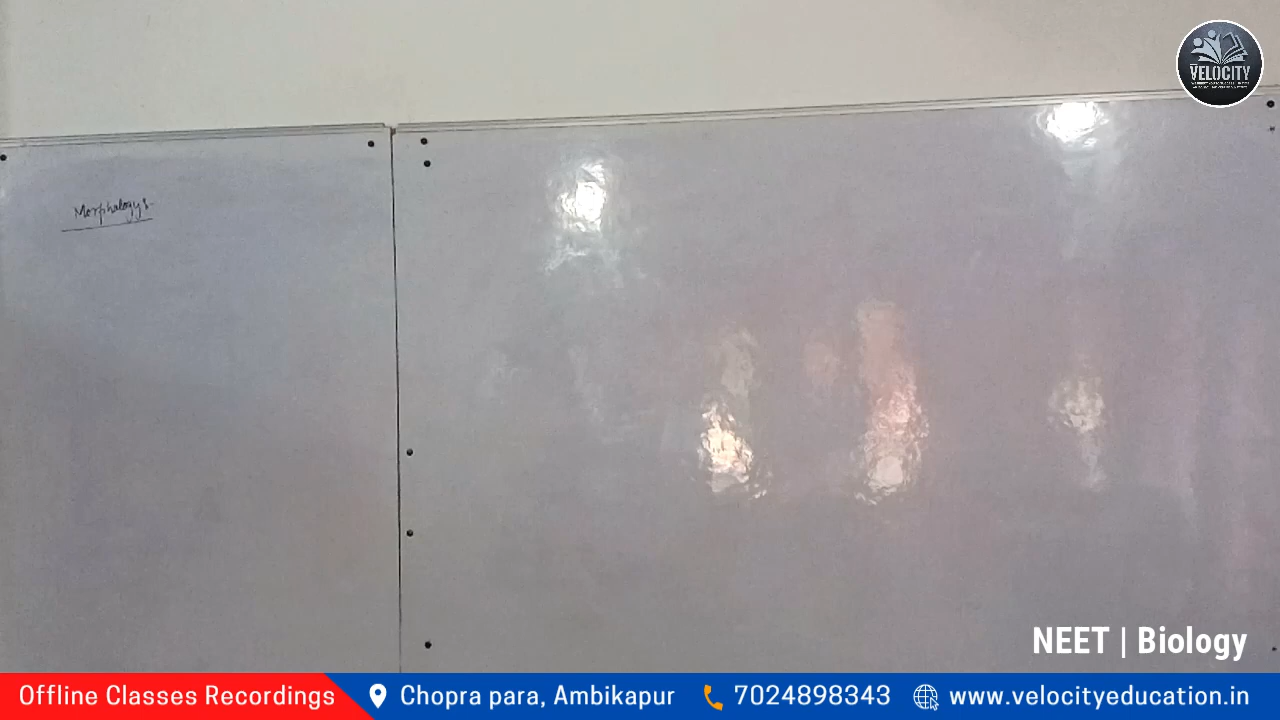 VELOCITY
Morphology:-
NEET | Biology
Offline Classes Recordings
Chopra para, Ambikapur
7024898343
www.velocityeducation.in